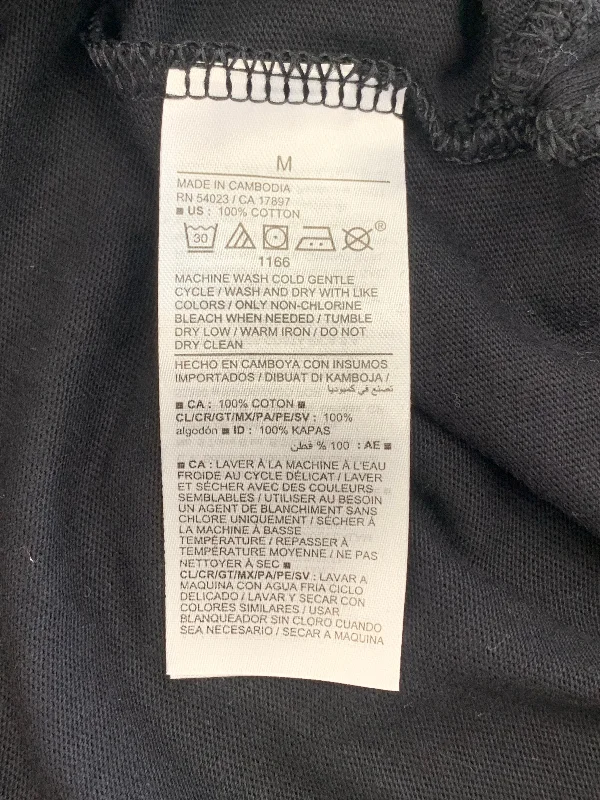 M
MADE IN CAMBODIA
RN 54023 / CA 17897
■ US : 100% COTTON
30
®
1166
MACHINE WASH COLD GENTLE
CYCLE / WASH AND DRY WITH LIKE
COLORS / ONLY NON-CHLORINE
BLEACH WHEN NEEDED / TUMBLE
DRY LOW / WARM IRON / DO NOT
DRY CLEAN
HECHO EN CAMBOYA CON INSUMOS
IMPORTADOS / DIBUAT DI KAMBOJA /
تصنع في كمبوديا
■ CA : 100% COTON ■
CL/CR/GT/MX/PA/PE/SV : 100%
algodón ■ ID : 100% KAPAS
■ AE : 100 % قطن
■ CA : LAVER À LA MACHINE À L'EAU
FROIDE AU CYCLE DÉLICAT / LAVER
ET SÉCHER AVEC DES COULEURS
SEMBLABLES / UTILISER AU BESOIN
UN AGENT DE BLANCHIMENT SANS
CHLORE UNIQUEMENT / SÉCHER À
LA MACHINE À BASSE
TEMPÉRATURE / REPASSER À
TEMPÉRATURE MOYENNE / NE PAS
NETTOYER À SEC ■
CL/CR/GT/MX/PA/PE/SV : LAVAR A
MAQUINA CON AGUA FRIA CICLO
DELICADO / LAVAR Y SECAR CON
COLORES SIMILARES / USAR
BLANQUEADOR SIN CLORO CUANDO
SEA NECESARIO / SECAR A MAQUINA